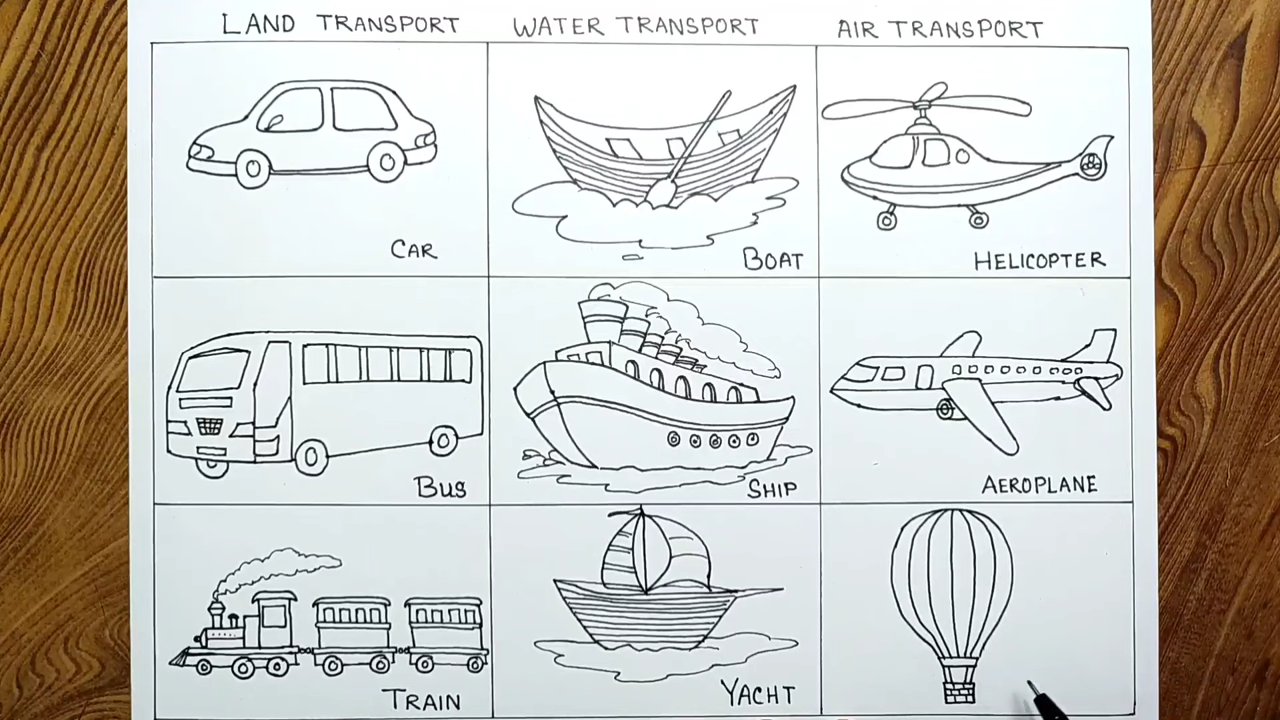 LAND TRANSPORT
WATER TRANSPORT
AIR TRANSPORT
CAR
BOAT
HELICOPTER
BUS
SHIP
AEROPLANE
TRAIN
YACHT